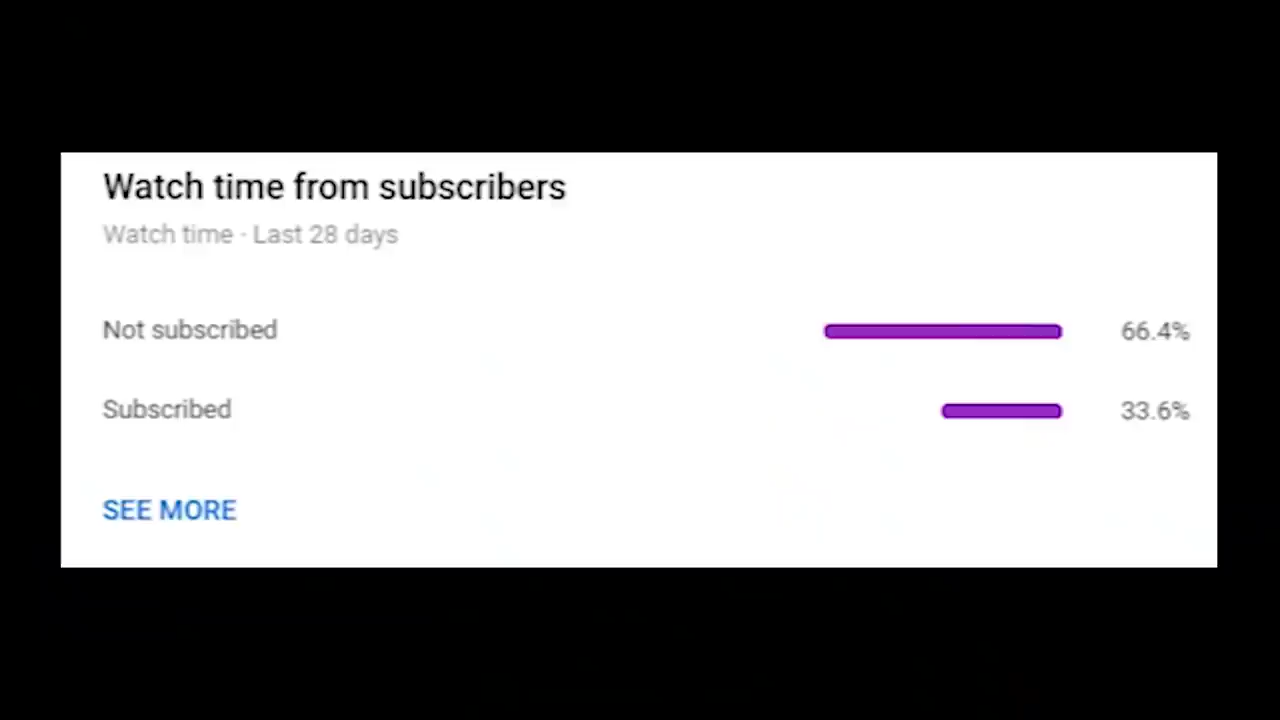 Watch time from subscribers
Watch time · Last 28 days
Not subscribed 66.4%
Subscribed 33.6%
SEE MORE